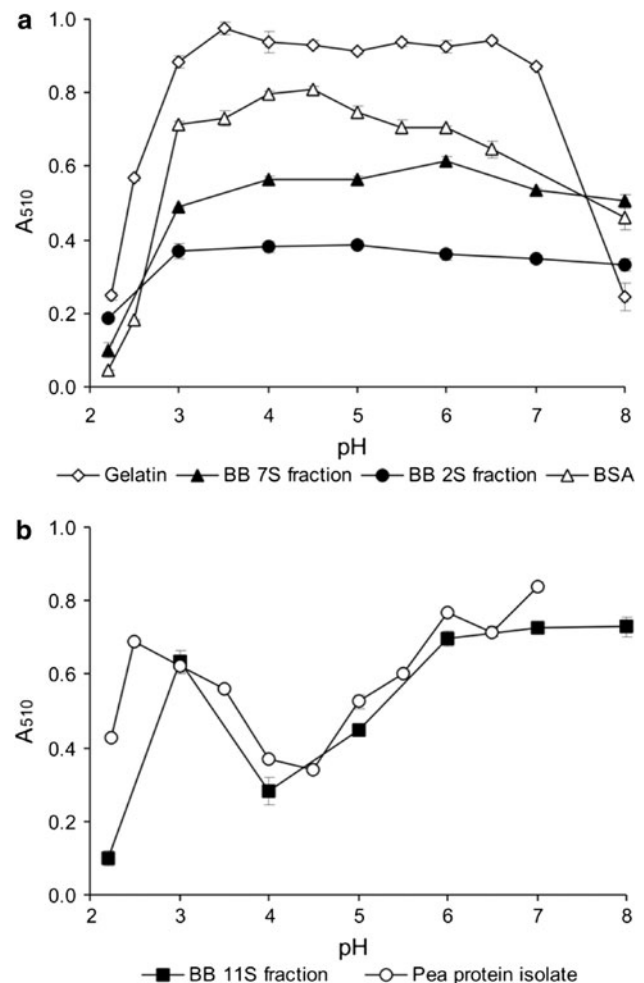 a
1.0
0.8
0.6
0.4
0.2
0.0
A510
2 3 4 5 6 7 8
pH
Gelatin BB 7S fraction BB 2S fraction BSA
b
1.0
0.8
0.6
0.4
0.2
0.0
A510
2 3 4 5 6 7 8
pH
BB 11S fraction Pea protein isolate